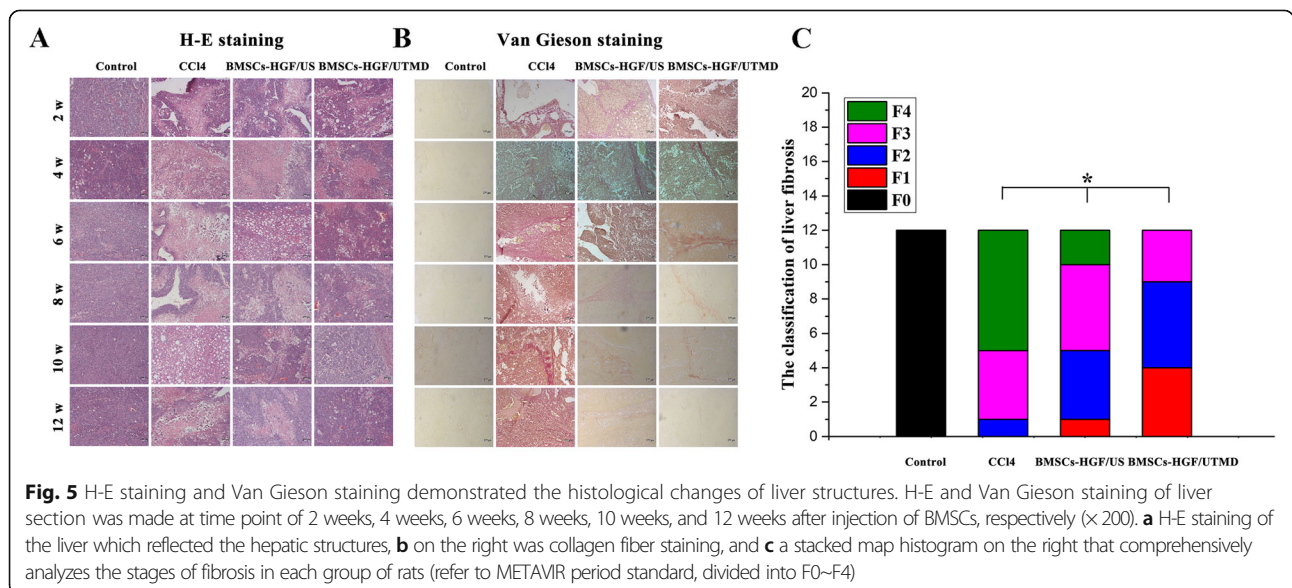 A H-E staining
Control CCl4 BMSCs-HGF/US BMSCs-HGF/UTMD
2 w
4 w
6 w
8 w
10 w
12 w
B Van Gieson staining
Control CCl4 BMSCs-HGF/US BMSCs-HGF/UTMD
C
The classification of liver fibrosis
20
18
16
14
12
10
8
6
4
2
0
F4
F3
F2
F1
F0
*
Control CCl4 BMSCs-HGF/US BMSCs-HGF/UTMD
Fig. 5 H-E staining and Van Gieson staining demonstrated the histological changes of liver structures. H-E and Van Gieson staining of liver
section was made at time point of 2 weeks, 4 weeks, 6 weeks, 8 weeks, 10 weeks, and 12 weeks after injection of BMSCs, respectively (× 200). a H-E staining of
the liver which reflected the hepatic structures, b on the right was collagen fiber staining, and c a stacked map histogram on the right that comprehensively
analyzes the stages of fibrosis in each group of rats (refer to METAVIR period standard, divided into F0~F4)